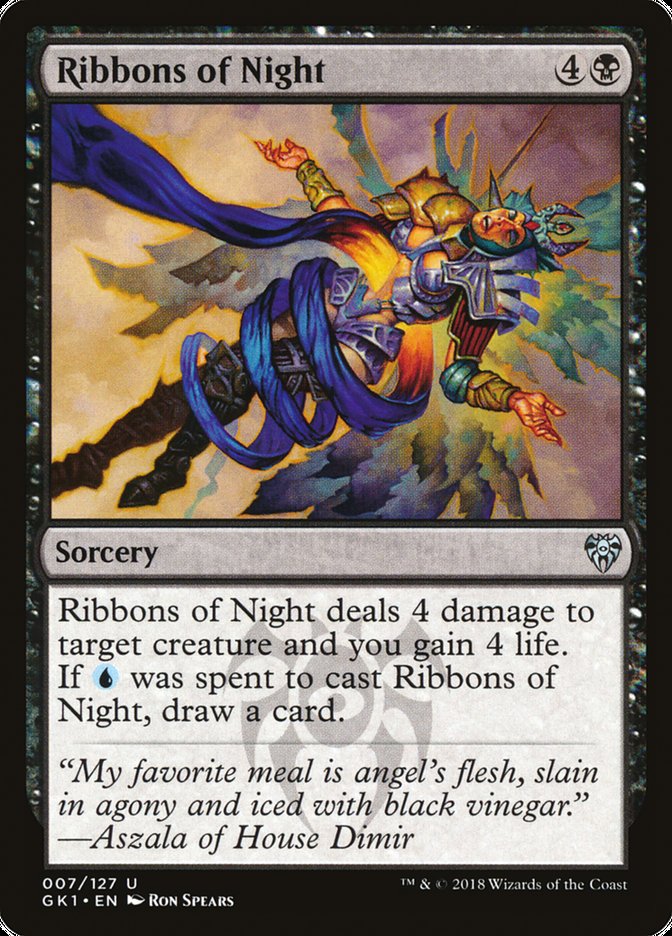 Ribbons of Night 4
Sorcery
Ribbons of Night deals 4 damage to
target creature and you gain 4 life.
If was spent to cast Ribbons of
Night, draw a card.
“My favorite meal is angel’s flesh, slain
in agony and iced with black vinegar.”
—Aszala of House Dimir
007/127 U
GK1 • EN Ron Spears
™ & © 2018 Wizards of the Coast